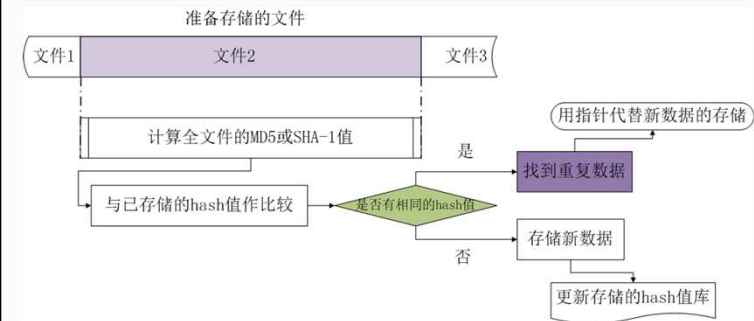 准备存储的文件
文件1
文件2
文件3
计算全文件的MD5或SHA-1值
用指针代替新数据的存储
是
找到重复数据
与已存储的hash值作比较
是否有相同的hash值
否
存储新数据
更新存储的hash值库